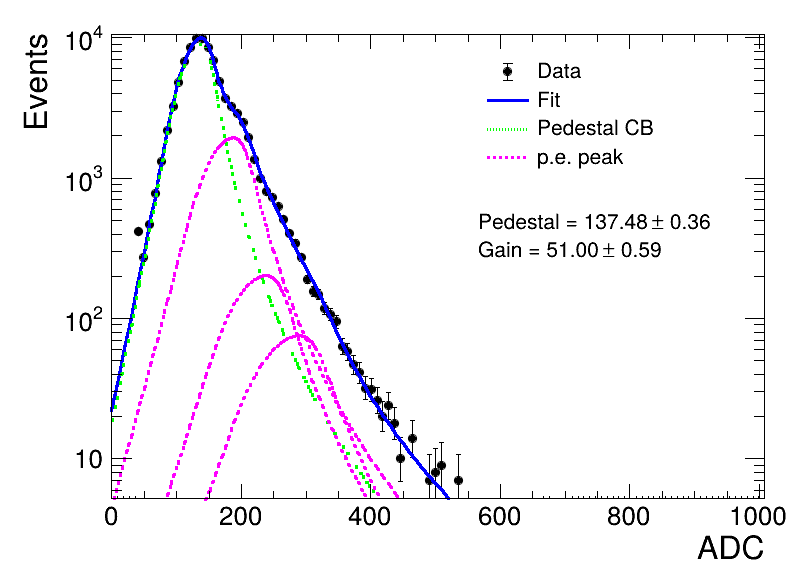 Events
10⁴
10³
10²
10
0
200
400
600
800
1000
ADC
Data
Fit
Pedestal CB
p.e. peak
Pedestal = 137.48 ± 0.36
Gain = 51.00 ± 0.59